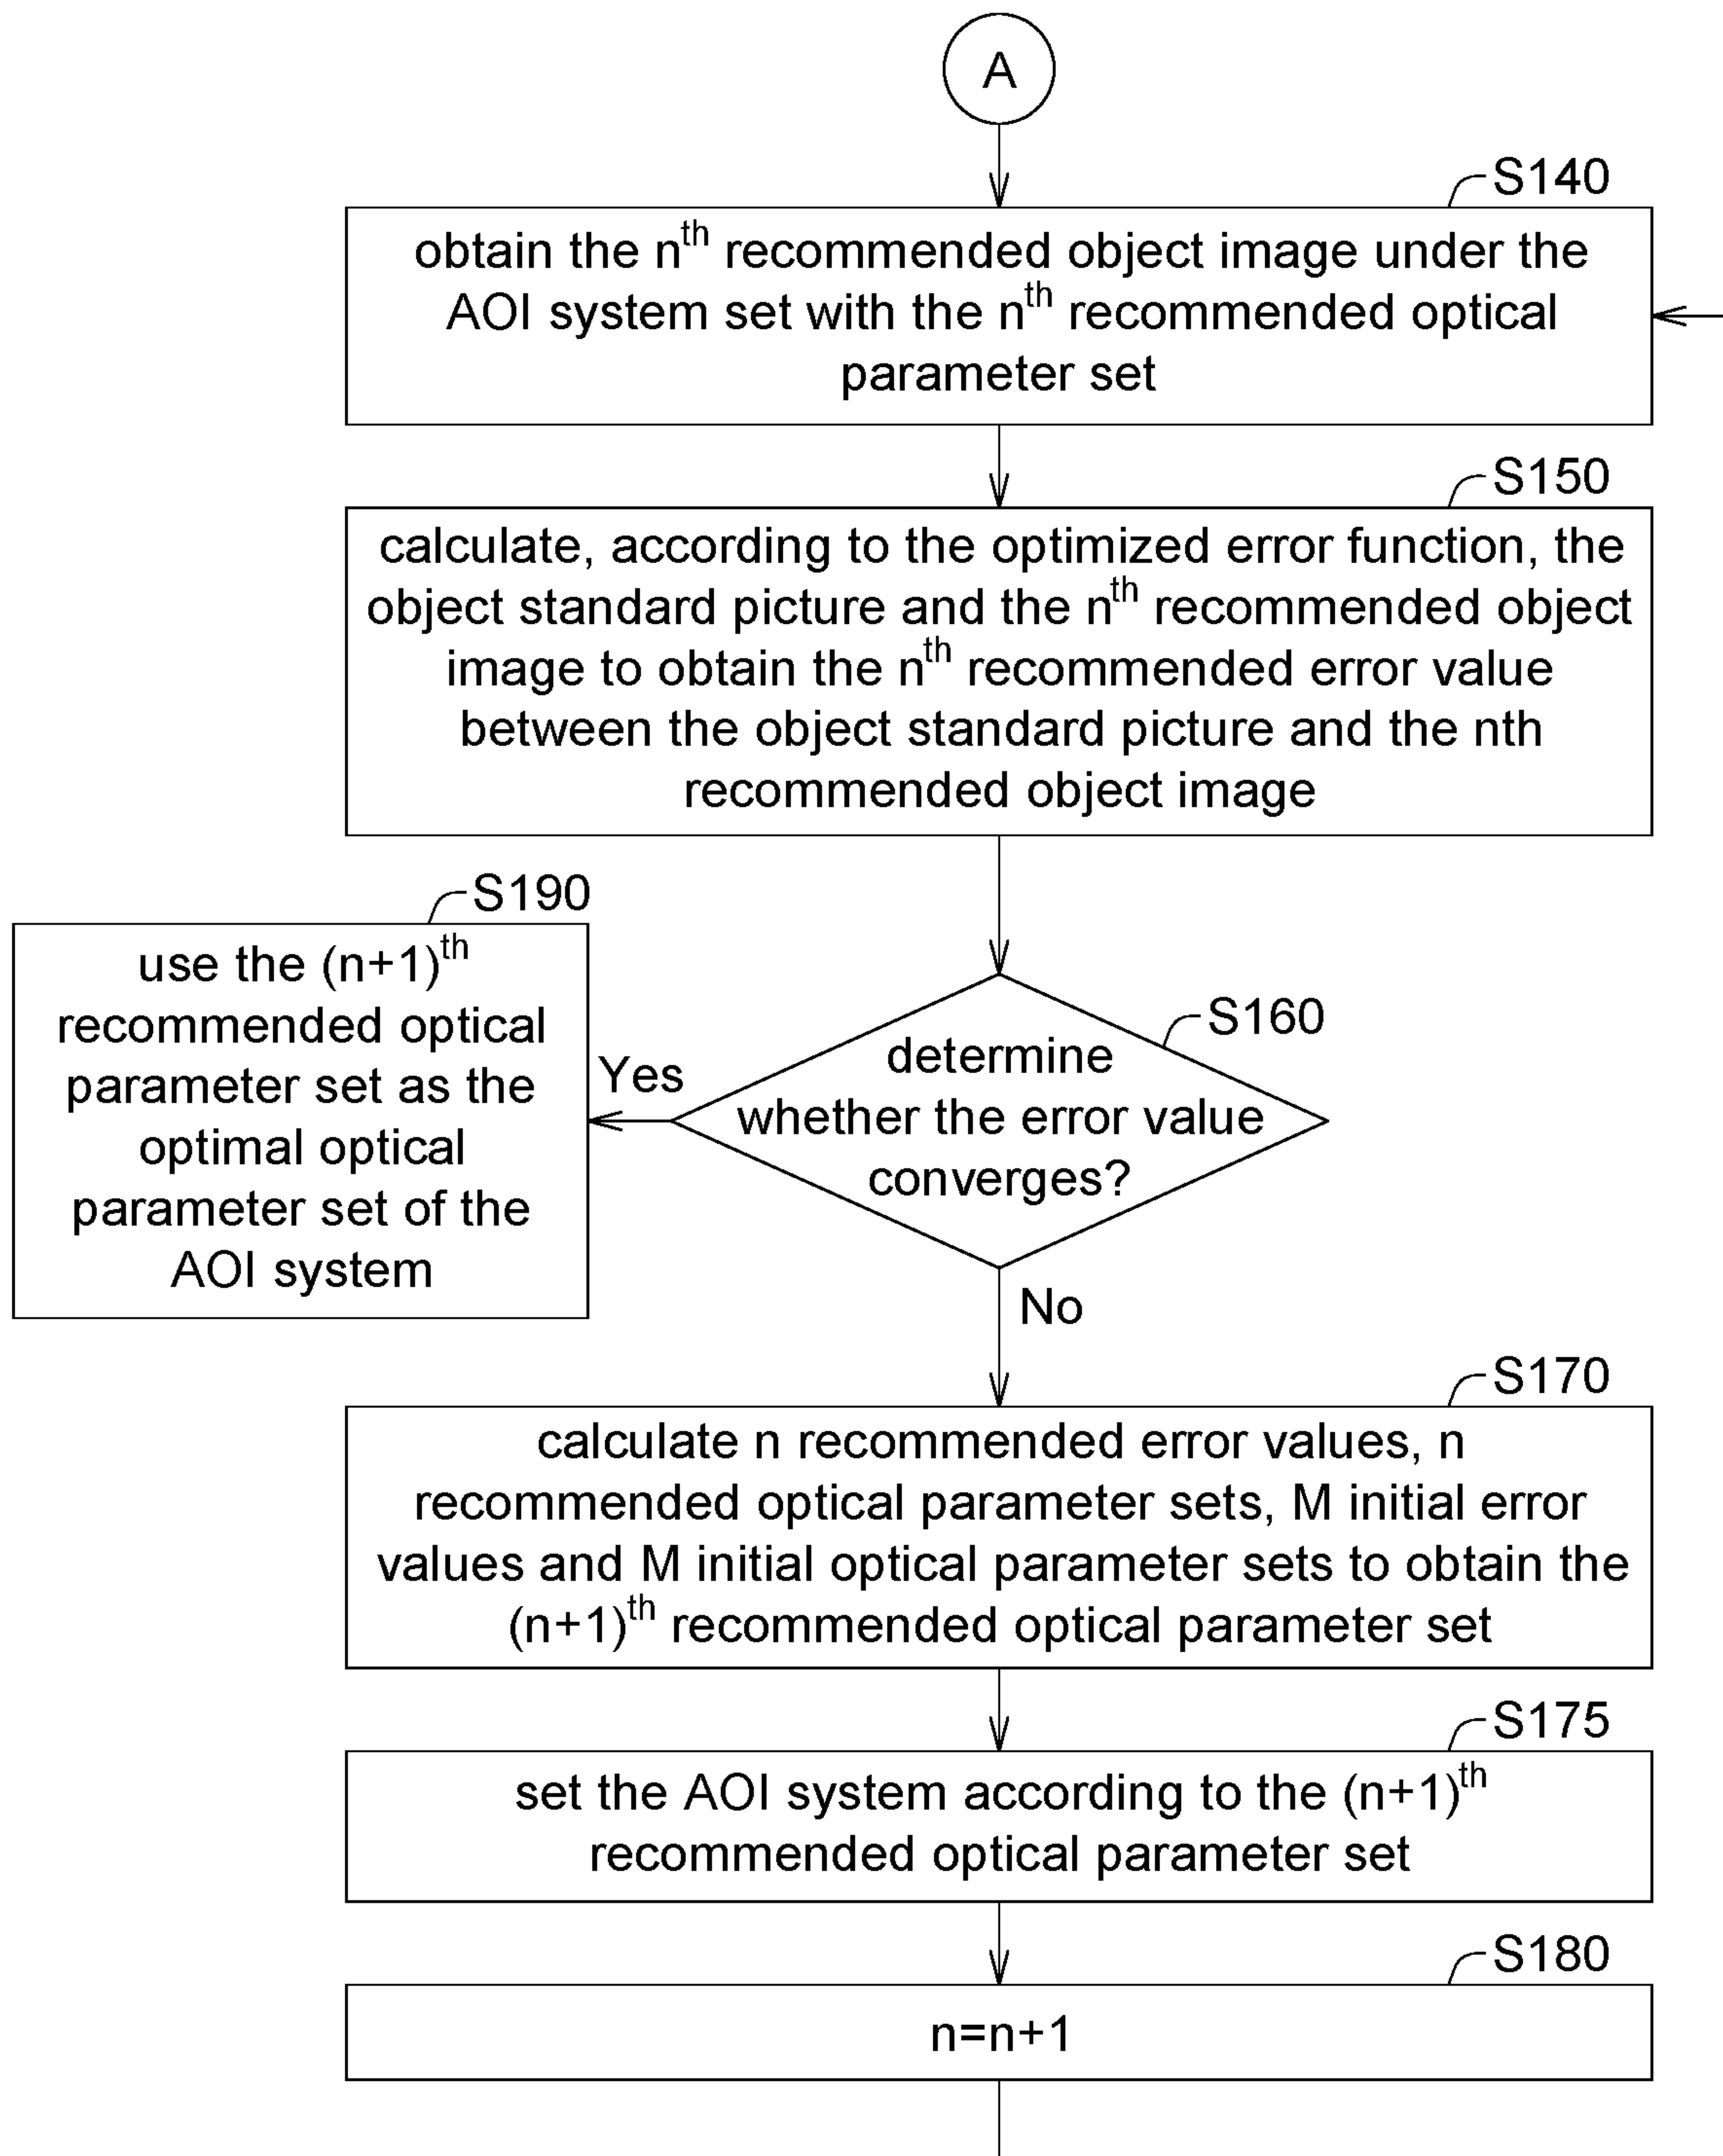 A
S140
obtain the nth recommended object image under the
AOI system set with the nth recommended optical
parameter set
S150
calculate, according to the optimized error function, the
object standard picture and the nth recommended object
image to obtain the nth recommended error value
between the object standard picture and the nth
recommended object image
S190
use the (n+1)th
recommended optical
parameter set as the
optimal optical
parameter set of the
AOI system
Yes
S160
determine
whether the error value
converges?
No
S170
calculate n recommended error values, n
recommended optical parameter sets, M initial error
values and M initial optical parameter sets to obtain the
(n+1)th recommended optical parameter set
S175
set the AOI system according to the (n+1)th
recommended optical parameter set
S180
n=n+1